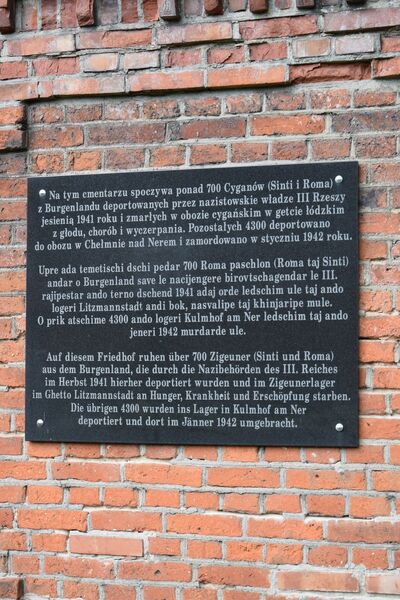 Na tym cmentarzu spoczywa ponad 700 Cyganów (Sinti i Roma)
z Burgenlandu deportowanych przez nazistowskie władze III Rzeszy
jesienią 1941 roku i zmarłych w obozie cygańskim w getcie łódzkim
z głodu, chorób i wyczerpania. Pozostałych 4300 deportowano
do obozu w Chełmnie nad Nerem i zamordowano w styczniu 1942 roku.
Upre ada temetischi dschi pedar 700 Roma paschlon (Roma taj Sinti)
andar o Burgenland save le nacijengere birovtschagendar le III.
rajipestar ando terno dschend 1941 adaj orde ledschim ule taj ando
logeri Litzmannstadt andi bok, nasvalipe taj khinjaripe mule.
O prik atschime 4300 ando logeri Kulmhof am Ner ledschim taj ando
jeneri 1942 murdarde ule.
Auf diesem Friedhof ruhen über 700 Zigeuner (Sinti und Roma)
aus dem Burgenland, die durch die Nazibehörden des III. Reiches
im Herbst 1941 hierher deportiert wurden und im Zigeunerlager
im Ghetto Litzmannstadt an Hunger, Krankheit und Erschöpfung starben.
Die übrigen 4300 wurden ins Lager in Kulmhof am Ner
deportiert und dort im Jänner 1942 umgebracht.